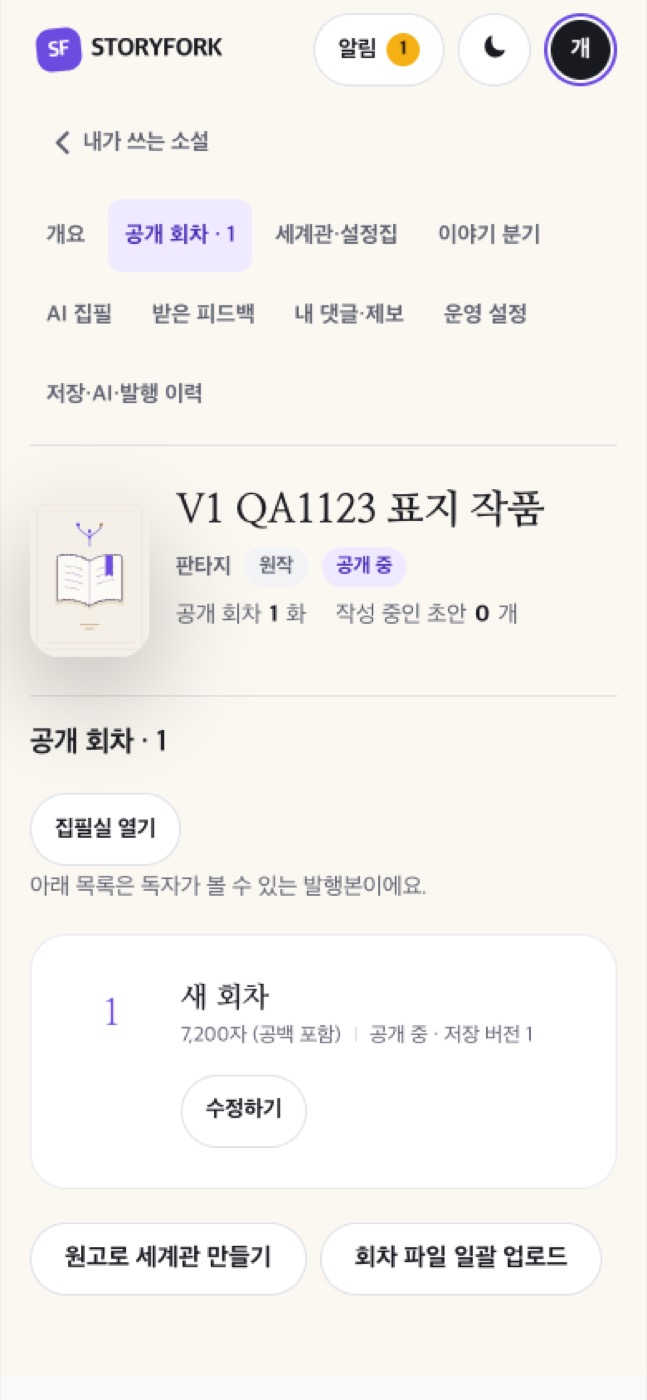 SF STORYFORK 알림 1 개
내가 쓰는 소설
개요 공개 회차 · 1 세계관·설정집 이야기 분기
AI 집필 받은 피드백 내 댓글·제보 운영 설정
저장·AI·발행 이력
V1 QA1123 표지 작품
판타지 원작 공개 중
공개 회차 1 화 작성 중인 초안 0 개
공개 회차 · 1
집필실 열기
아래 목록은 독자가 볼 수 있는 발행본이에요.
1 새 회차
7,200자 (공백 포함) | 공개 중 · 저장 버전 1
수정하기
원고로 세계관 만들기 회차 파일 일괄 업로드